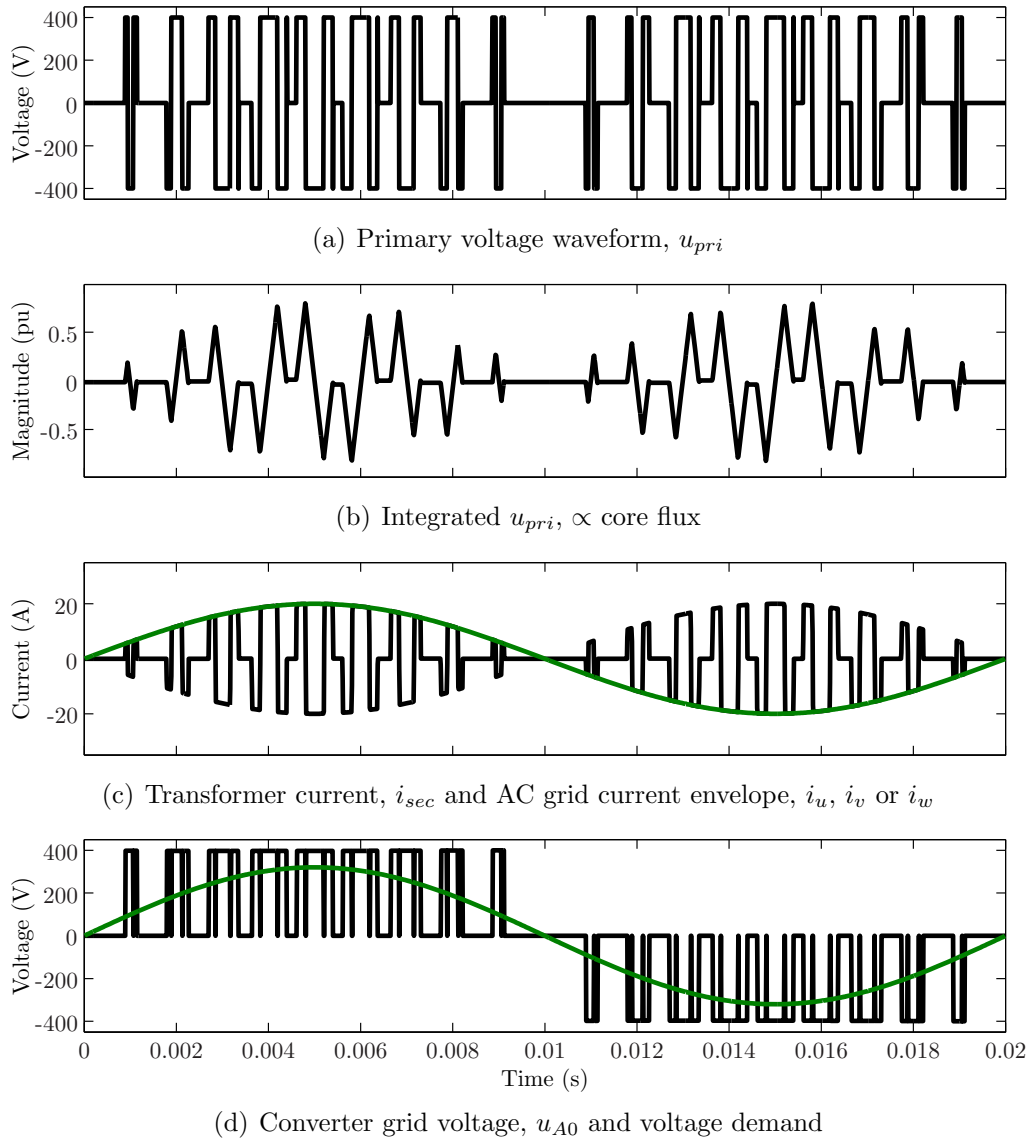 400
200
0
-200
-400
Voltage (V)
(a) Primary voltage waveform, u_pri
0.5
0
-0.5
Magnitude (pu)
(b) Integrated u_pri, ∝ core flux
20
0
-20
Current (A)
(c) Transformer current, i_sec and AC grid current envelope, i_u, i_v or i_w
400
200
0
-200
-400
Voltage (V)
0 0.002 0.004 0.006 0.008 0.01 0.012 0.014 0.016 0.018 0.02
Time (s)
(d) Converter grid voltage, u_A0 and voltage demand